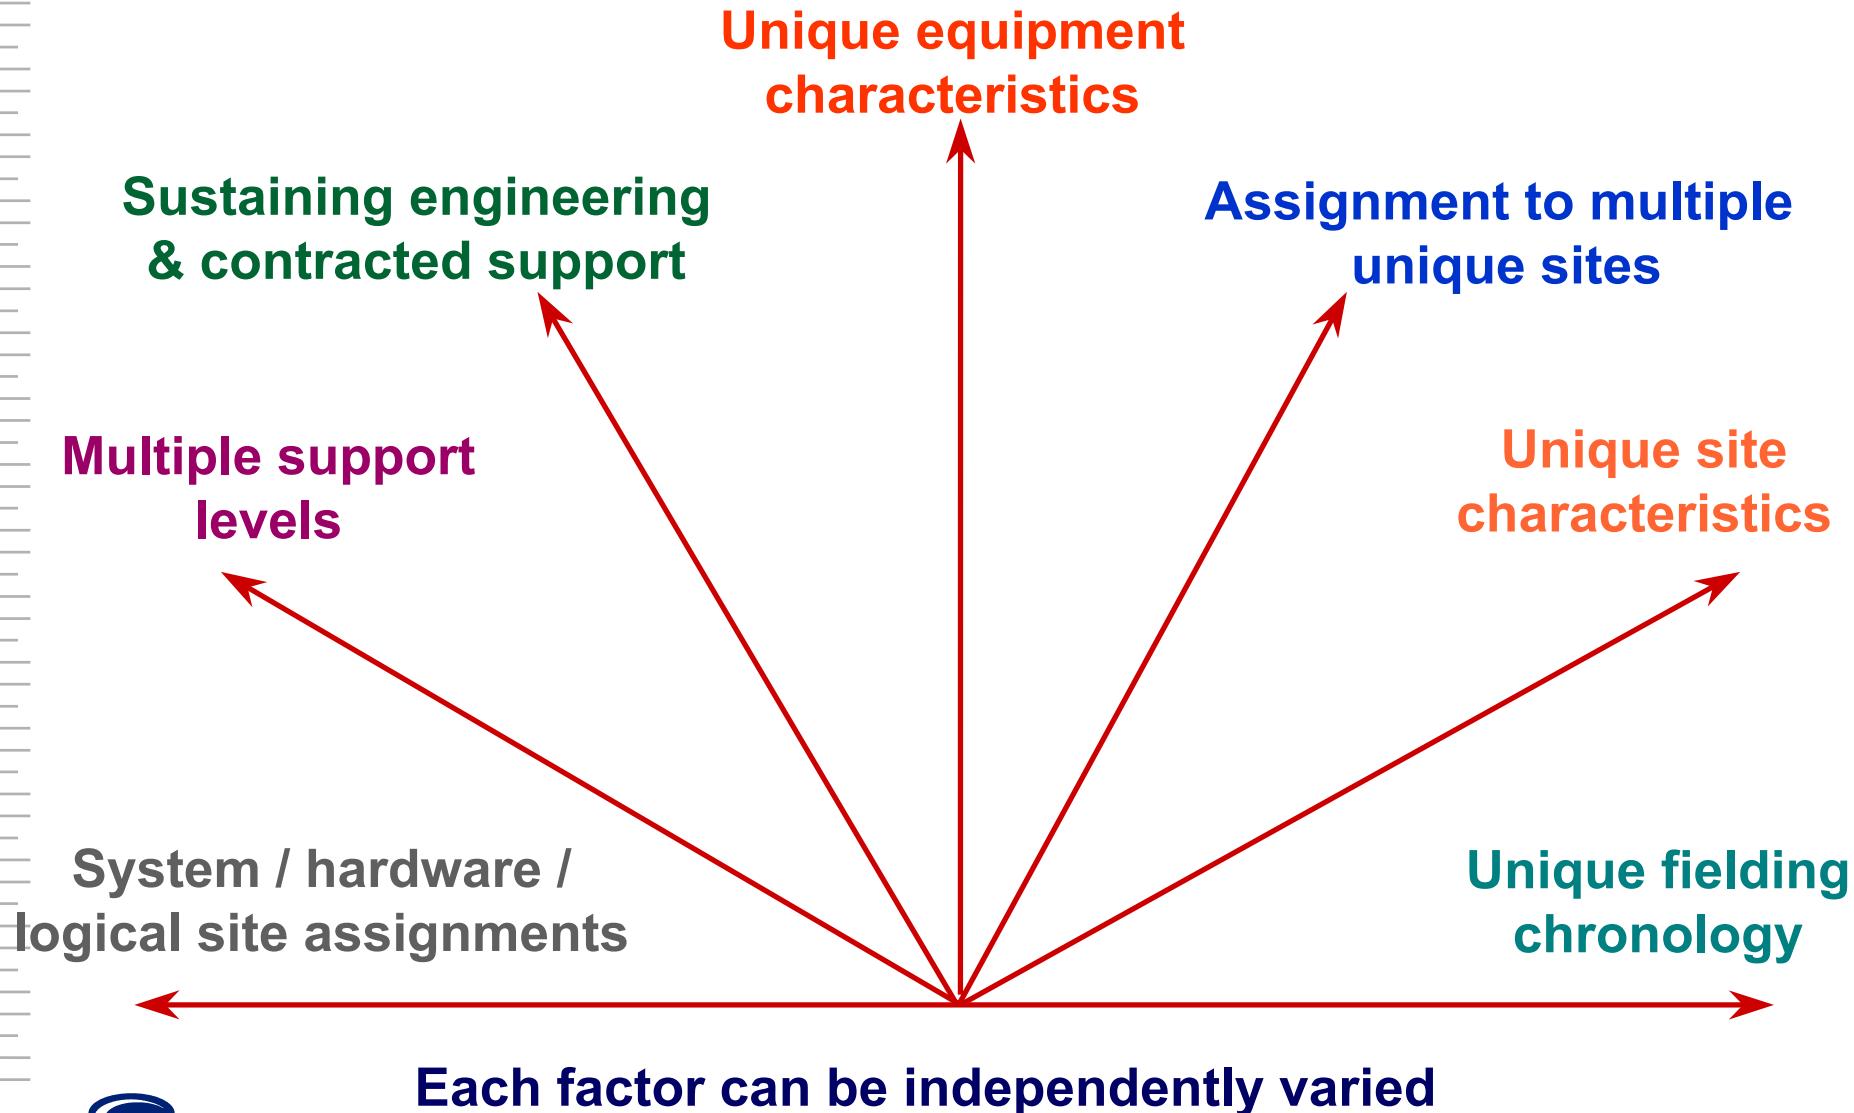 Unique equipment
characteristics
Sustaining engineering
& contracted support
Assignment to multiple
unique sites
Multiple support
levels
Unique site
characteristics
System / hardware /
logical site assignments
Unique fielding
chronology
Each factor can be independently varied